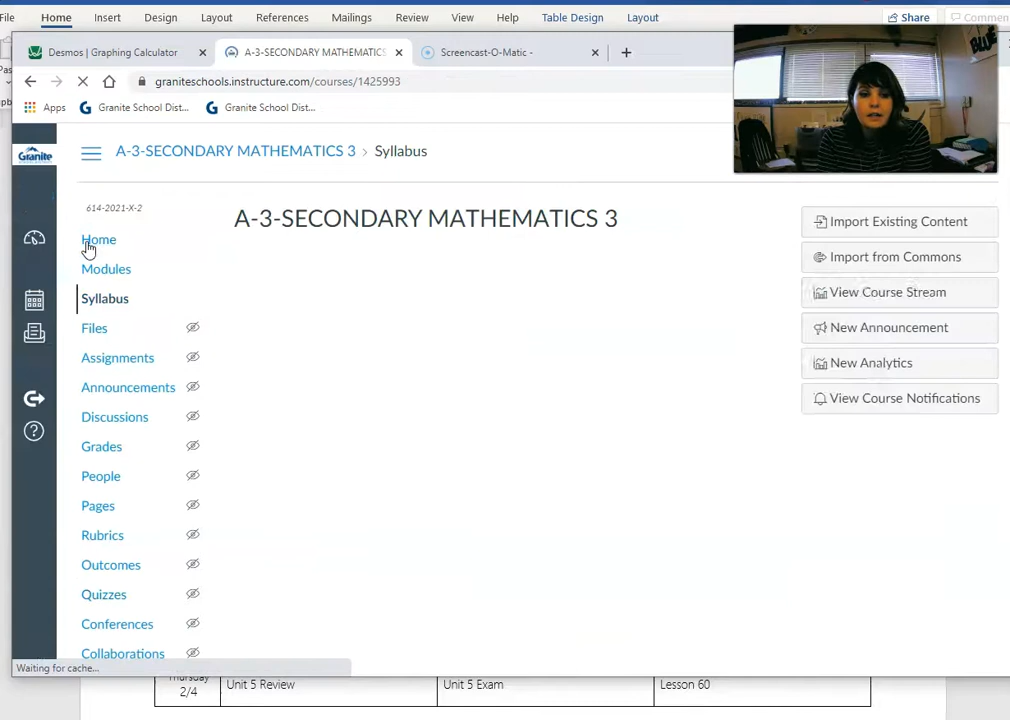 File Home Insert Design Layout References Mailings Review View Help Table Design Layout Share Commen
Desmos | Graphing Calculator A-3-SECONDARY MATHEMATICS Screencast-O-Matic -
graniteschools.instructure.com/courses/1425993
Apps Granite School Dist... Granite School Dist...
Granite
A-3-SECONDARY MATHEMATICS 3 > Syllabus
614-2021-X-2
A-3-SECONDARY MATHEMATICS 3
Home
Modules
Syllabus
Files
Assignments
Announcements
Discussions
Grades
People
Pages
Rubrics
Outcomes
Quizzes
Conferences
Collaborations
Import Existing Content
Import from Commons
View Course Stream
New Announcement
New Analytics
View Course Notifications
Waiting for cache...
Thursday
2/4 Unit 5 Review Unit 5 Exam Lesson 60
BLUE